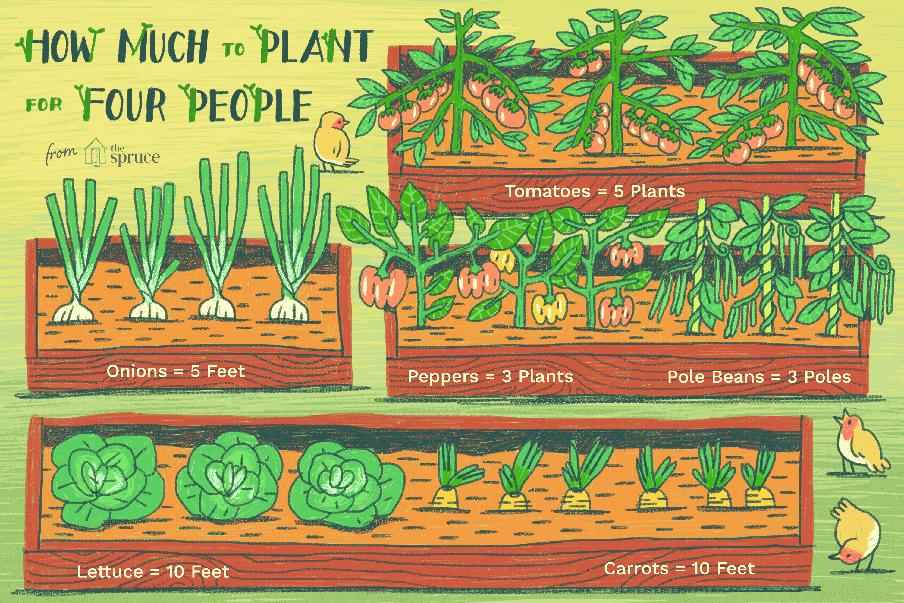 HOW MUCH TO PLANT
FOR FOUR PEOPLE
from the spruce
Tomatoes = 5 Plants
Onions = 5 Feet
Peppers = 3 Plants
Pole Beans = 3 Poles
Lettuce = 10 Feet
Carrots = 10 Feet